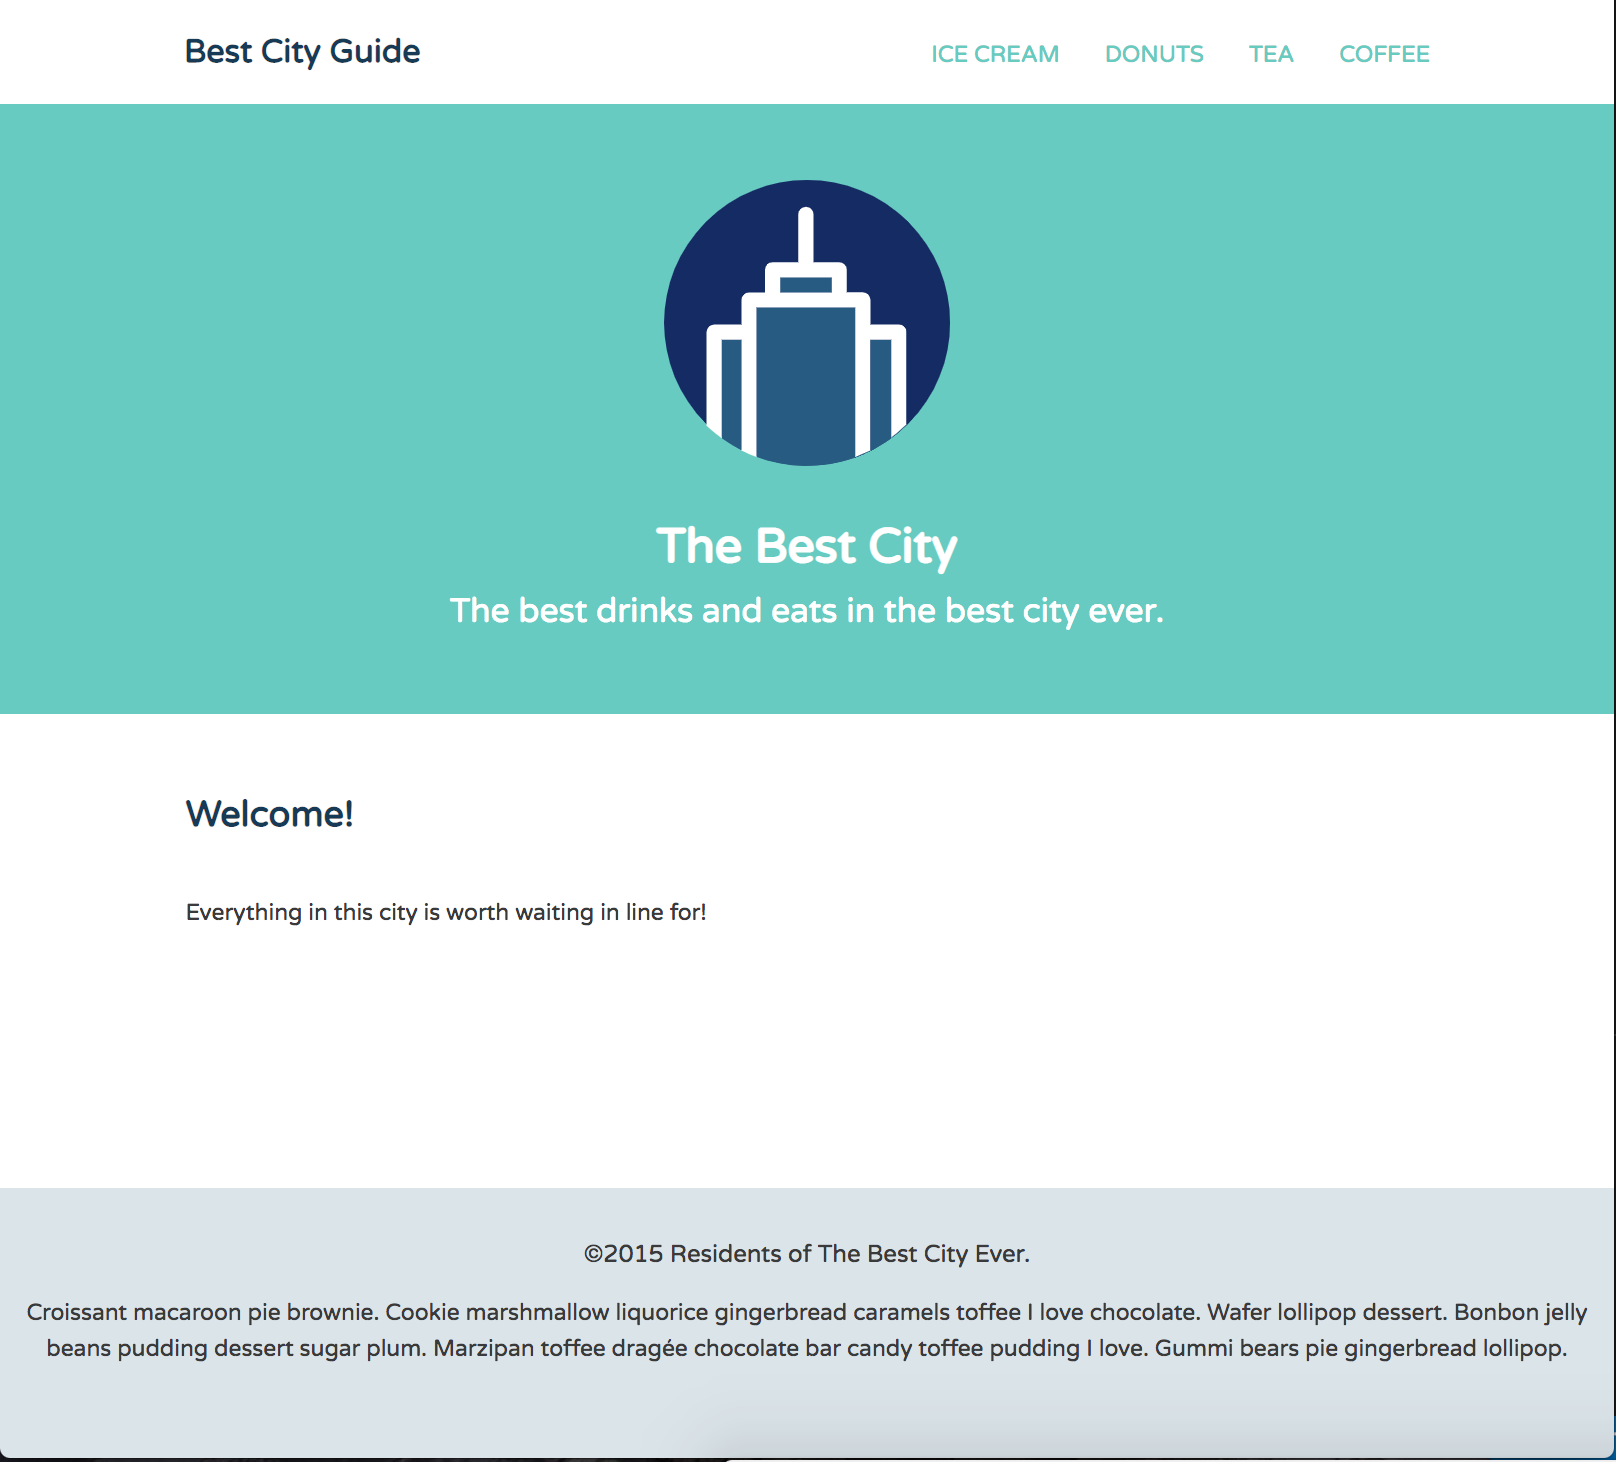 Best City Guide
ICE CREAM DONUTS TEA COFFEE
The Best City
The best drinks and eats in the best city ever.
Welcome!
Everything in this city is worth waiting in line for!
©2015 Residents of The Best City Ever.
Croissant macaroon pie brownie. Cookie marshmallow liquorice gingerbread caramels toffee I love chocolate. Wafer lollipop dessert. Bonbon jelly
beans pudding dessert sugar plum. Marzipan toffee dragée chocolate bar candy toffee pudding I love. Gummi bears pie gingerbread lollipop.